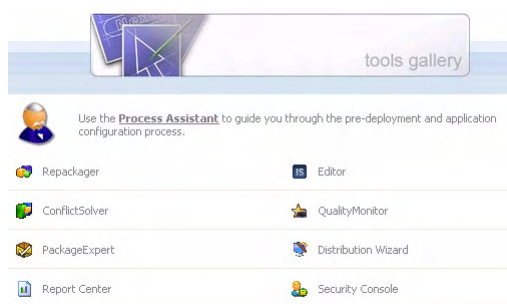 tools gallery
Use the Process Assistant to guide you through the pre-deployment and application
configuration process.
Repackager
IS Editor
ConflictSolver
QualityMonitor
PackageExpert
Distribution Wizard
Report Center
Security Console